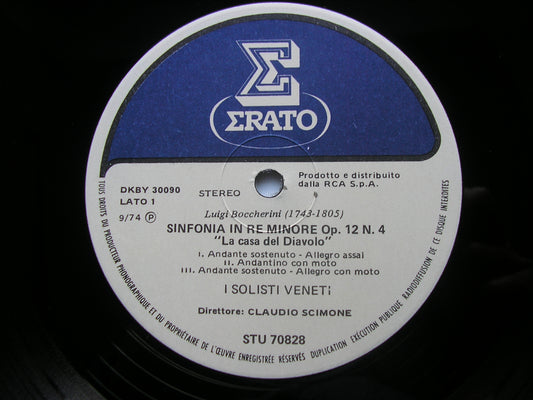 Σ
ΣRATO
DKBY 30090
LATO 1
STEREO
Prodotto e distribuito
dalla RCA S.p.A.
9/74 Ⓟ
Luigi Boccherini (1743-1805)
SINFONIA IN RE MINORE Op. 12 N. 4
"La casa del Diavolo"
I. Andante sostenuto - Allegro assai
II. Andantino con moto
III. Andante sostenuto - Allegro con moto
I SOLISTI VENETI
Direttore: CLAUDIO SCIMONE
STU 70828
TOUS DROITS DU PRODUCTEUR PHONOGRAPHIQUE ET DU PROPRIÉTAIRE DE L'ŒUVRE ENREGISTRÉE RÉSERVÉS DUPLICATION EXÉCUTION PUBLIQUE RADIODIFFUSION DE CE DISQUE INTERDITES